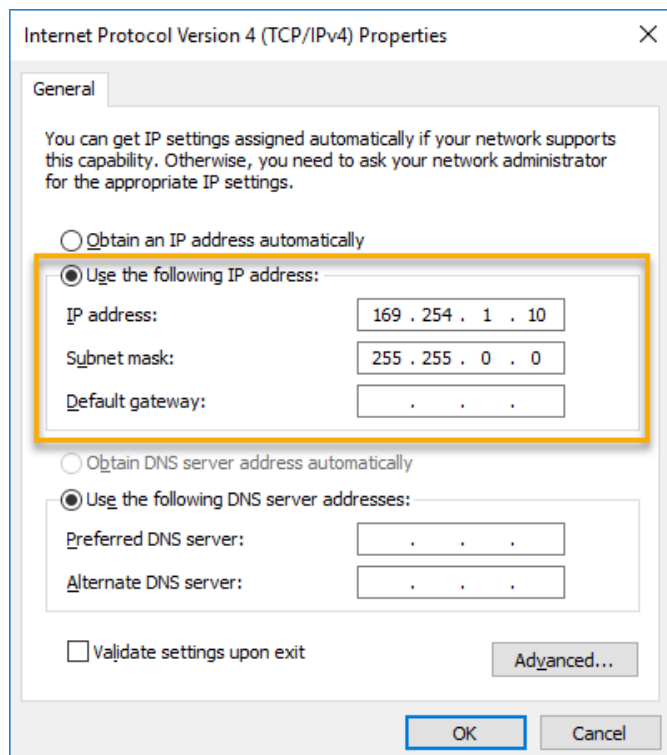 Internet Protocol Version 4 (TCP/IPv4) Properties
General
You can get IP settings assigned automatically if your network supports
this capability. Otherwise, you need to ask your network administrator
for the appropriate IP settings.
Obtain an IP address automatically
Use the following IP address:
IP address: 169 . 254 . 1 . 10
Subnet mask: 255 . 255 . 0 . 0
Default gateway: . . .
Obtain DNS server address automatically
Use the following DNS server addresses:
Preferred DNS server: . . .
Alternate DNS server: . . .
Validate settings upon exit
Advanced...
OK Cancel